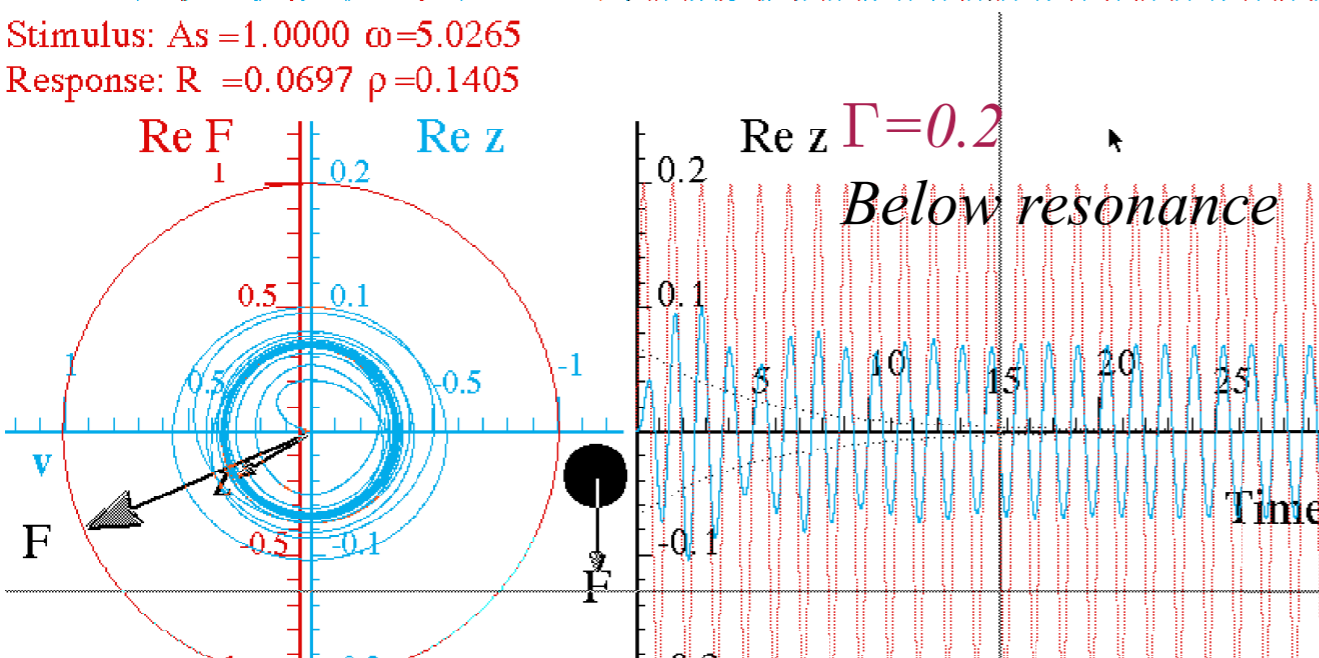 Stimulus: As =1.0000 ω=5.0265
Response: R =0.0697 ρ=0.1405
Re F
Re z
Re z Γ=0.2
Below resonance
1
0.2
0.2
0.5
0.1
0.1
1
0.5
-0.5
-1
5
10
15
20
25
v
z
F
-0.5
-0.1
-0.1
Time
F